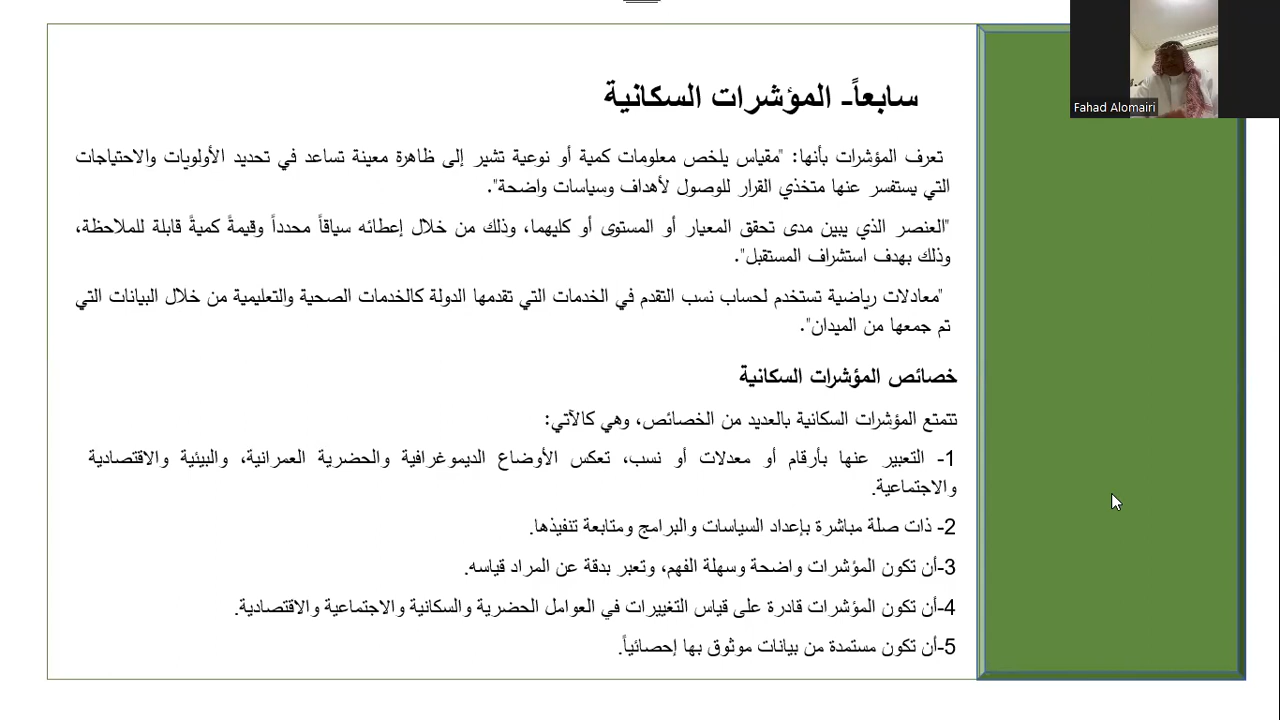 سابعاً- المؤشرات السكانية
تعرف المؤشرات بأنها: "مقياس يلخص معلومات كمية أو نوعية تشير إلى ظاهرة معينة تساعد في تحديد الأولويات والاحتياجات
التي يستفسر عنها متخذي القرار للوصول لأهداف وسياسات واضحة".
"العنصر الذي يبين مدى تحقق المعيار أو المستوى أو كليهما، وذلك من خلال إعطائه سياقاً محدداً وقيمةً كميةً قابلة للملاحظة،
وذلك بهدف استشراف المستقبل".
"معادلات رياضية تستخدم لحساب نسب التقدم في الخدمات التي تقدمها الدولة كالخدمات الصحية والتعليمية من خلال البيانات التي
تم جمعها من الميدان".
خصائص المؤشرات السكانية
تتمتع المؤشرات السكانية بالعديد من الخصائص، وهي كالآتي:
1- التعبير عنها بأرقام أو معدلات أو نسب، تعكس الأوضاع الديموغرافية والحضرية العمرانية، والبيئية والاقتصادية
والاجتماعية.
2- ذات صلة مباشرة بإعداد السياسات والبرامج ومتابعة تنفيذها.
3-أن تكون المؤشرات واضحة وسهلة الفهم، وتعبر بدقة عن المراد قياسه.
4-أن تكون المؤشرات قادرة على قياس التغييرات في العوامل الحضرية والسكانية والاجتماعية والاقتصادية.
5-أن تكون مستمدة من بيانات موثوق بها إحصائياً.
Fahad Alomairi